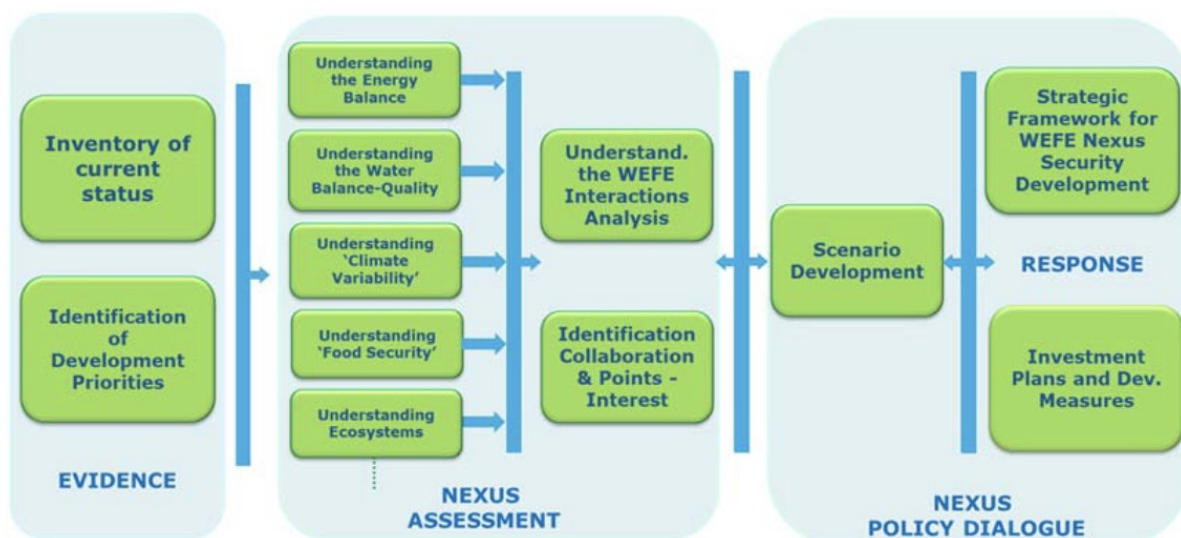 Inventory of
current
status
Identification
of
Development
Priorities
EVIDENCE
Understanding
the Energy
Balance
Understanding
the Water
Balance-Quality
Understanding
‘Climate
Variability’
Understanding
‘Food Security’
Understanding
Ecosystems
Understand.
the WEFE
Interactions
Analysis
Identification
Collaboration
& Points -
Interest
NEXUS
ASSESSMENT
Scenario
Development
Strategic
Framework for
WEFE Nexus
Security
Development
RESPONSE
Investment
Plans and Dev.
Measures
NEXUS
POLICY DIALOGUE